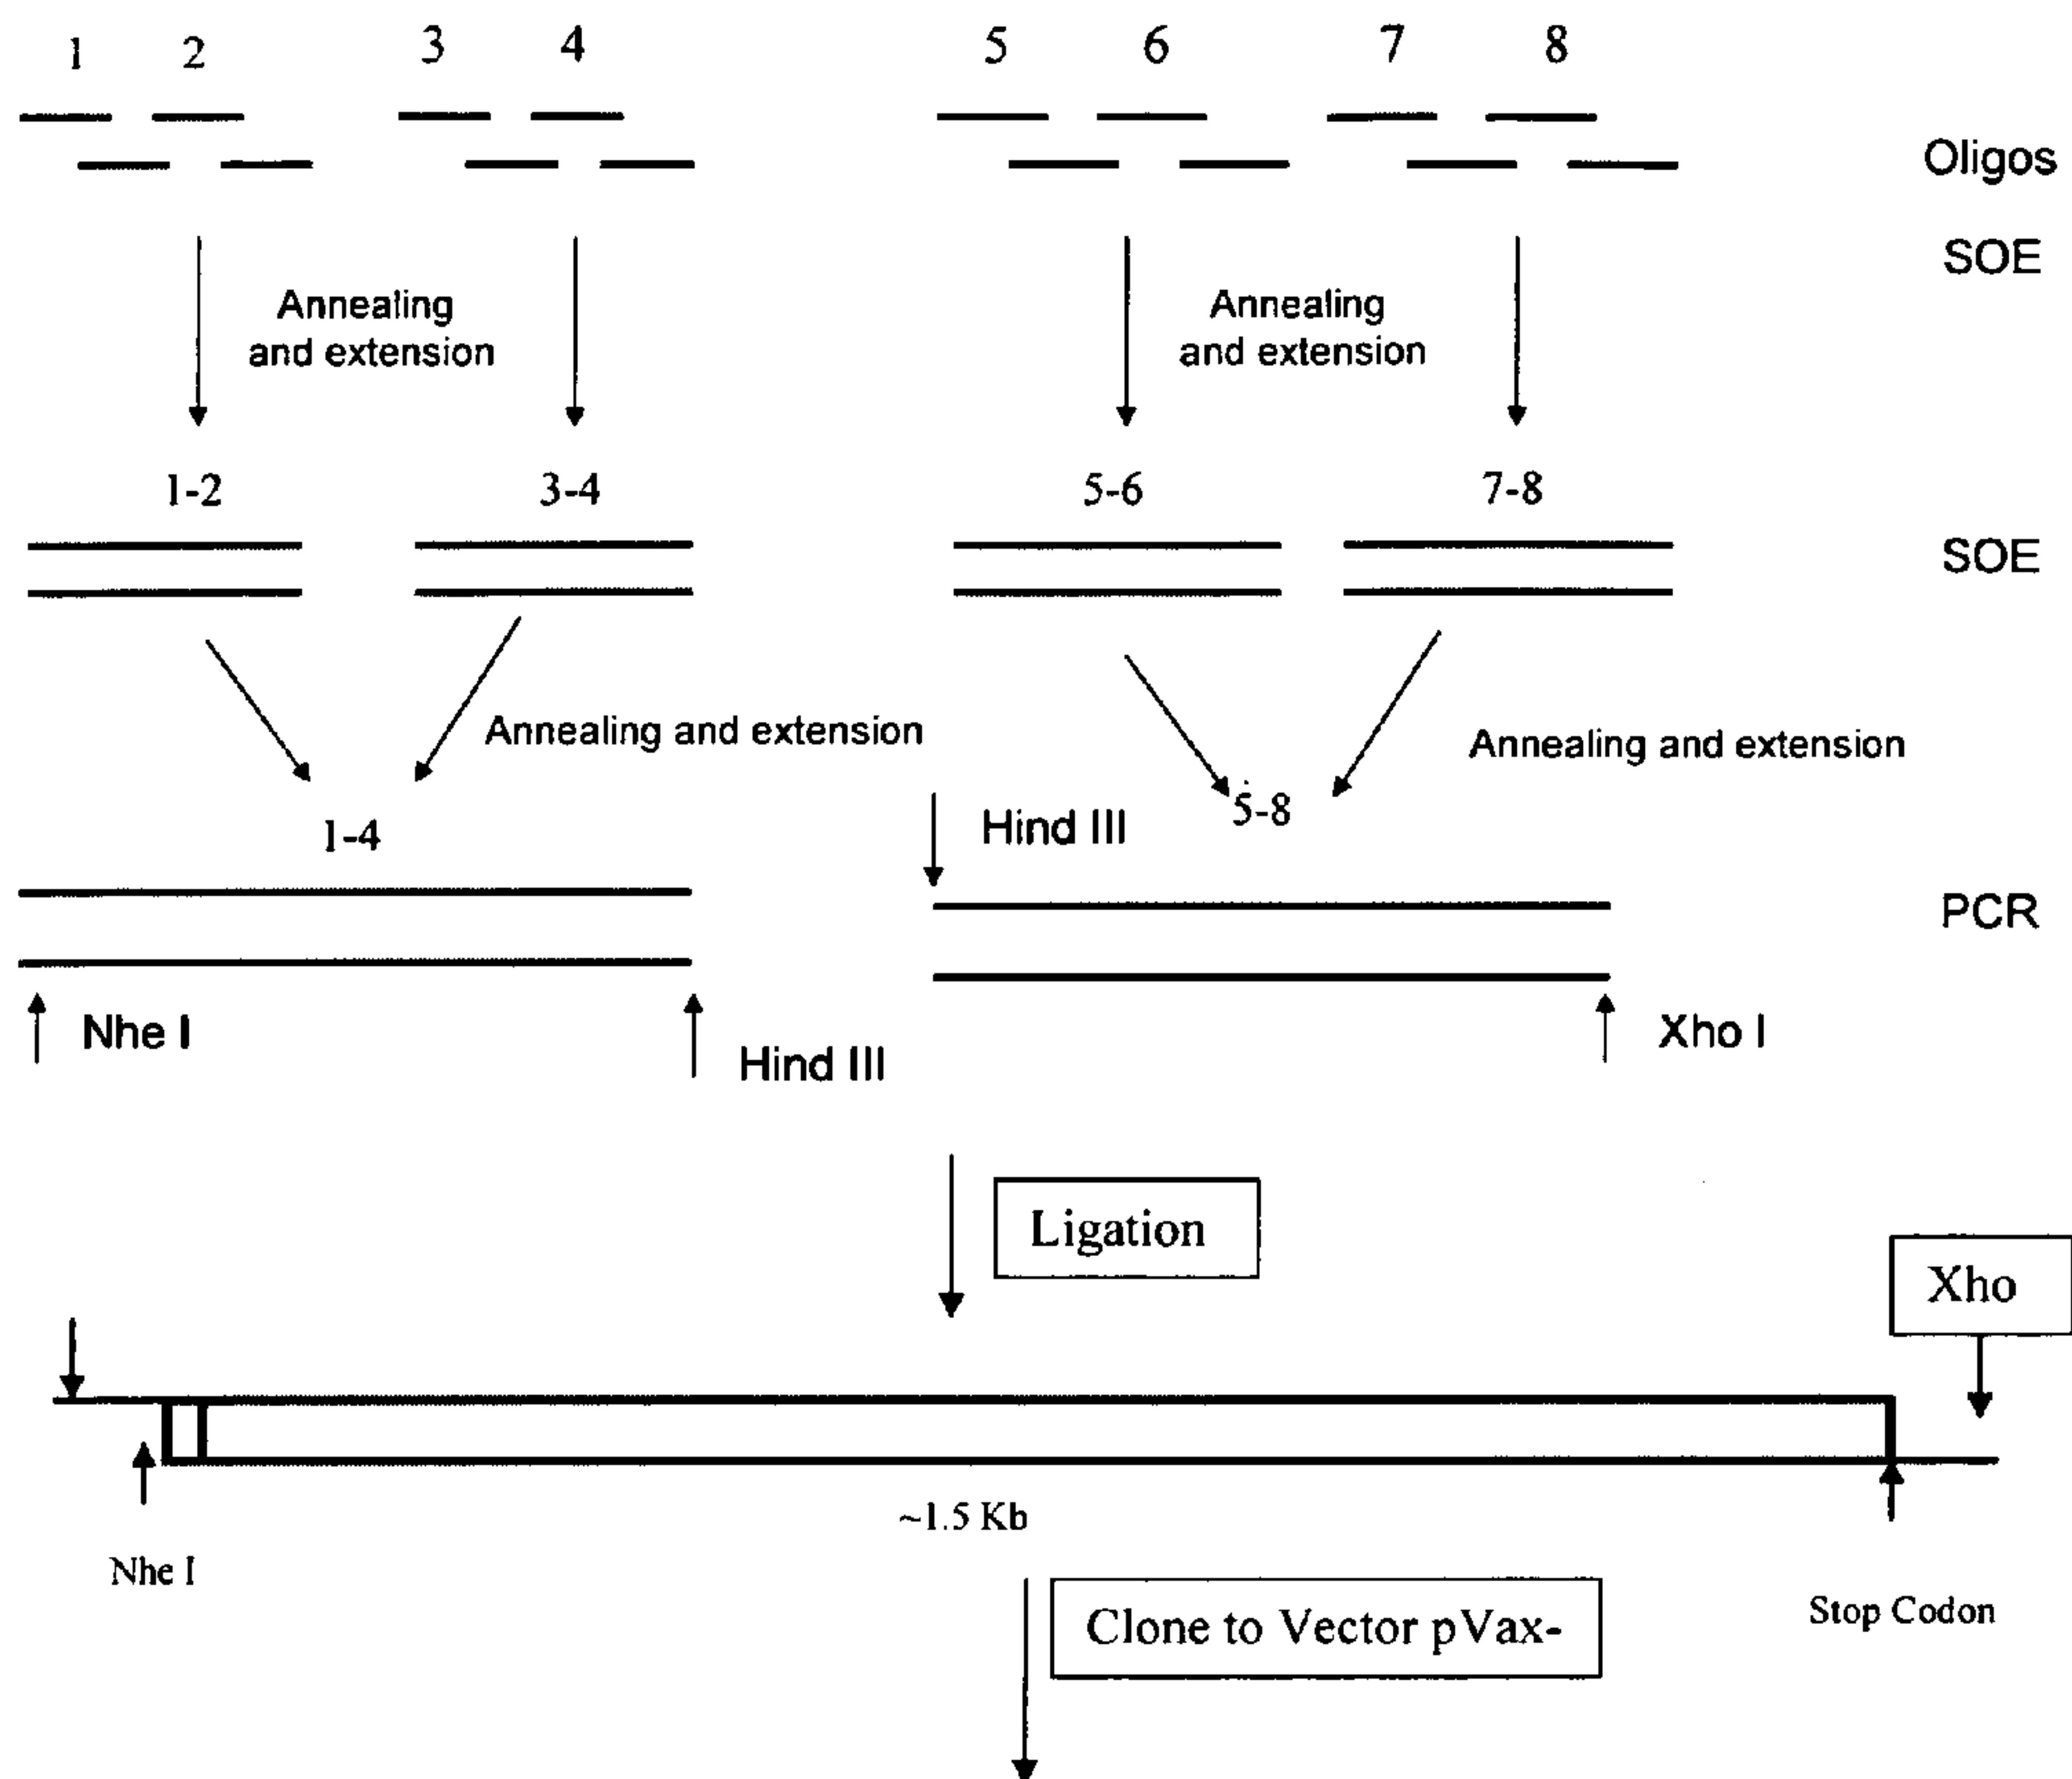 1 2 3 4 5 6 7 8
Oligos
SOE
Annealing
and extension
Annealing
and extension
1-2 3-4 5-6 7-8
SOE
Annealing and extension
Annealing and extension
1-4
Hind III
5-8
PCR
Nhe I
Hind III
Xho I
Ligation
Xho
~1.5 Kb
Nhe I
Stop Codon
Clone to Vector pVax-